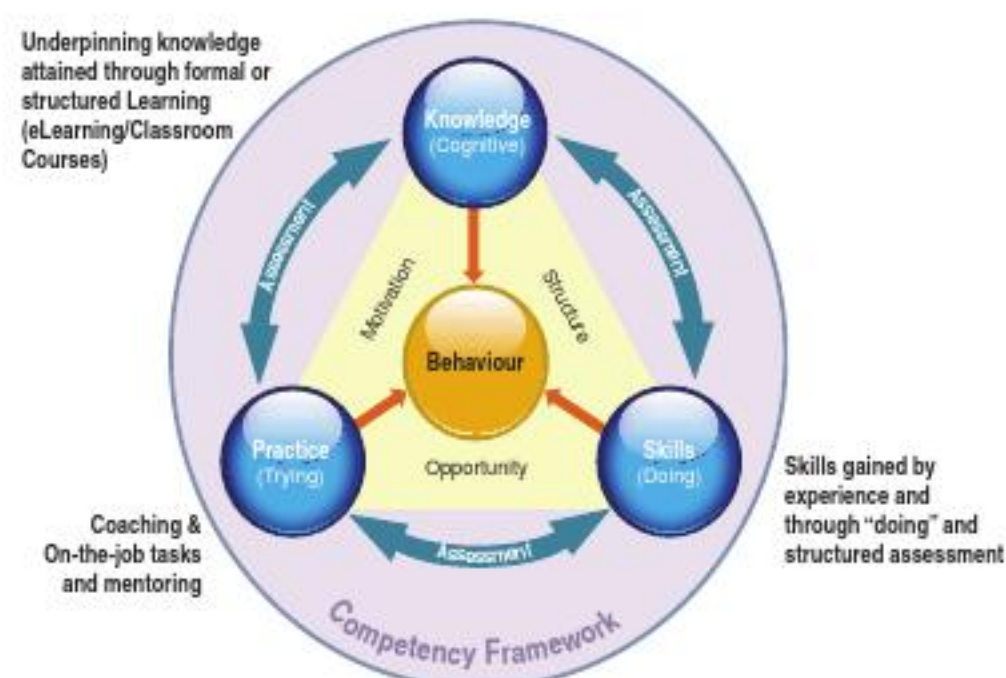 Underpinning knowledge
attained through formal or
structured Learning
(eLearning/Classroom
Courses)
Knowledge
(Cognitive)
Assessment
Assessment
Motivation
Structure
Behaviour
Practice
(Trying)
Skills
(Doing)
Opportunity
Coaching &
On-the-job tasks
and mentoring
Skills gained by
experience and
through “doing” and
structured assessment
Assessment
Competency Framework